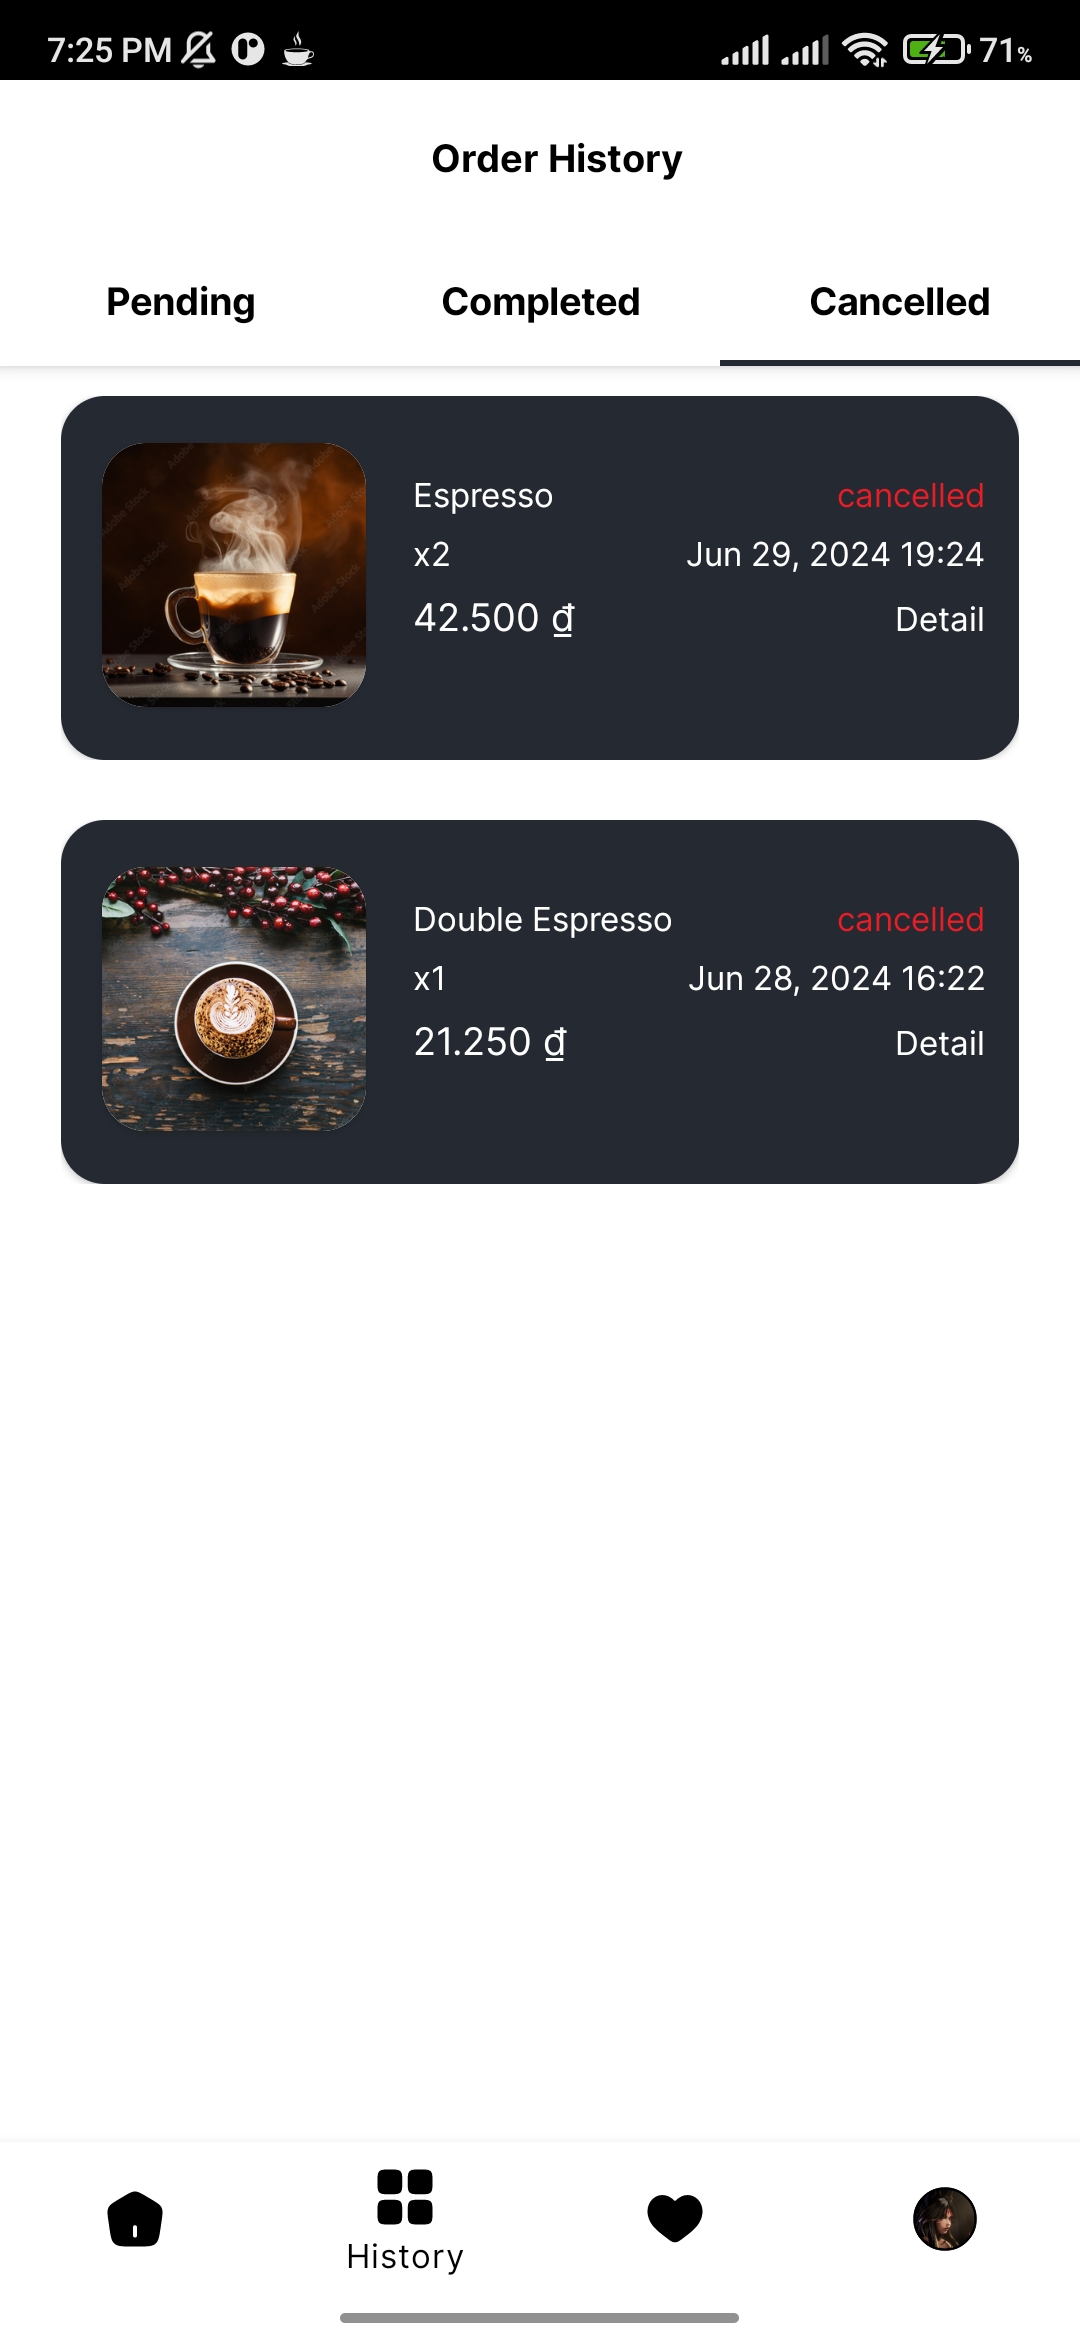 7:25 PM 71%
Order History
Pending Completed Cancelled
Espresso cancelled
x2 Jun 29, 2024 19:24
42.500 ₫ Detail
Double Espresso cancelled
x1 Jun 28, 2024 16:22
21.250 ₫ Detail
History